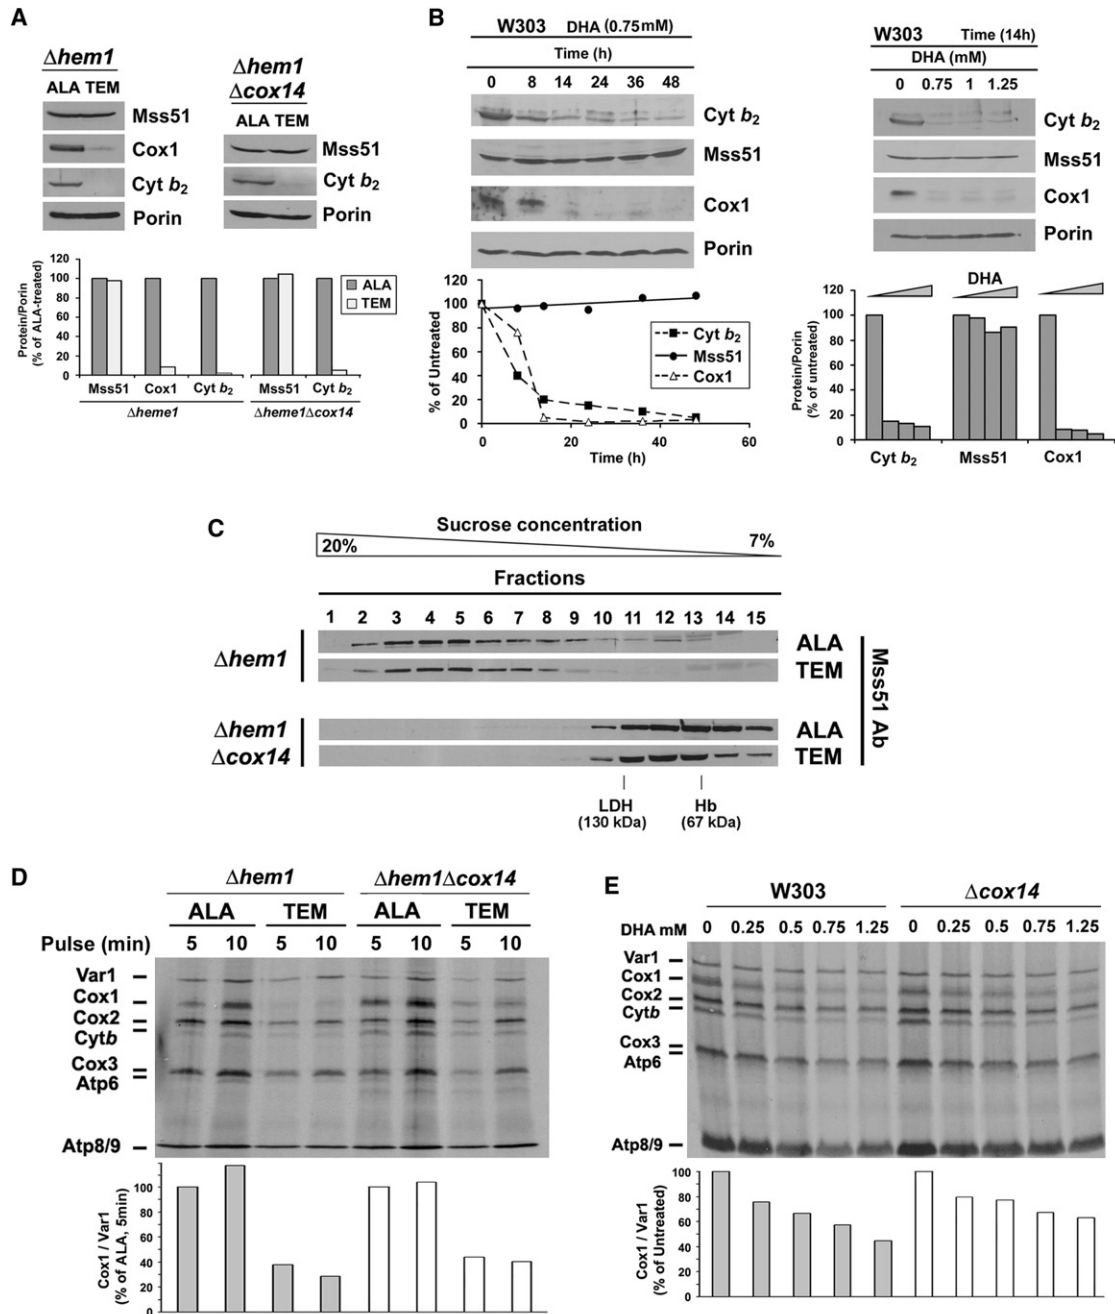 A
Δhem1
ALA TEM
Mss51
Cox1
Cyt b2
Porin
Δhem1
Δcox14
ALA TEM
Mss51
Cyt b2
Porin
Protein/Porin
(% of ALA-treated)
120
100
80
60
40
20
0
ALA
TEM
Mss51 Cox1 Cyt b2 Mss51 Cyt b2
Δheme1 Δheme1Δcox14
B
W303 DHA (0.75mM)
Time (h)
0 8 14 24 36 48
Cyt b2
Mss51
Cox1
Porin
% of Untreated
120
100
80
60
40
20
0
Cyt b2
Mss51
Cox1
0 20 40 60
Time (h)
W303 Time (14h)
DHA (mM)
0 0.75 1 1.25
Cyt b2
Mss51
Cox1
Porin
DHA
Protein/Porin
(% of untreated)
120
100
80
60
40
20
0
Cyt b2 Mss51 Cox1
C
Sucrose concentration
20% 7%
Fractions
1 2 3 4 5 6 7 8 9 10 11 12 13 14 15
Δhem1
ALA
TEM
Δhem1
Δcox14
ALA
TEM
Mss51 Ab
LDH
(130 kDa)
Hb
(67 kDa)
D
Δhem1 Δhem1Δcox14
ALA TEM ALA TEM
Pulse (min) 5 10 5 10 5 10 5 10
Var1
Cox1
Cox2
Cytb
Cox3
Atp6
Atp8/9
Cox1 / Var1
(% of ALA, 5min)
100
80
60
40
20
0
E
W303 Δcox14
DHA mM 0 0.25 0.5 0.75 1.25 0 0.25 0.5 0.75 1.25
Var1
Cox1
Cox2
Cytb
Cox3
Atp6
Atp8/9
Cox1 / Var1
(% of Untreated)
100
80
60
40
20
0